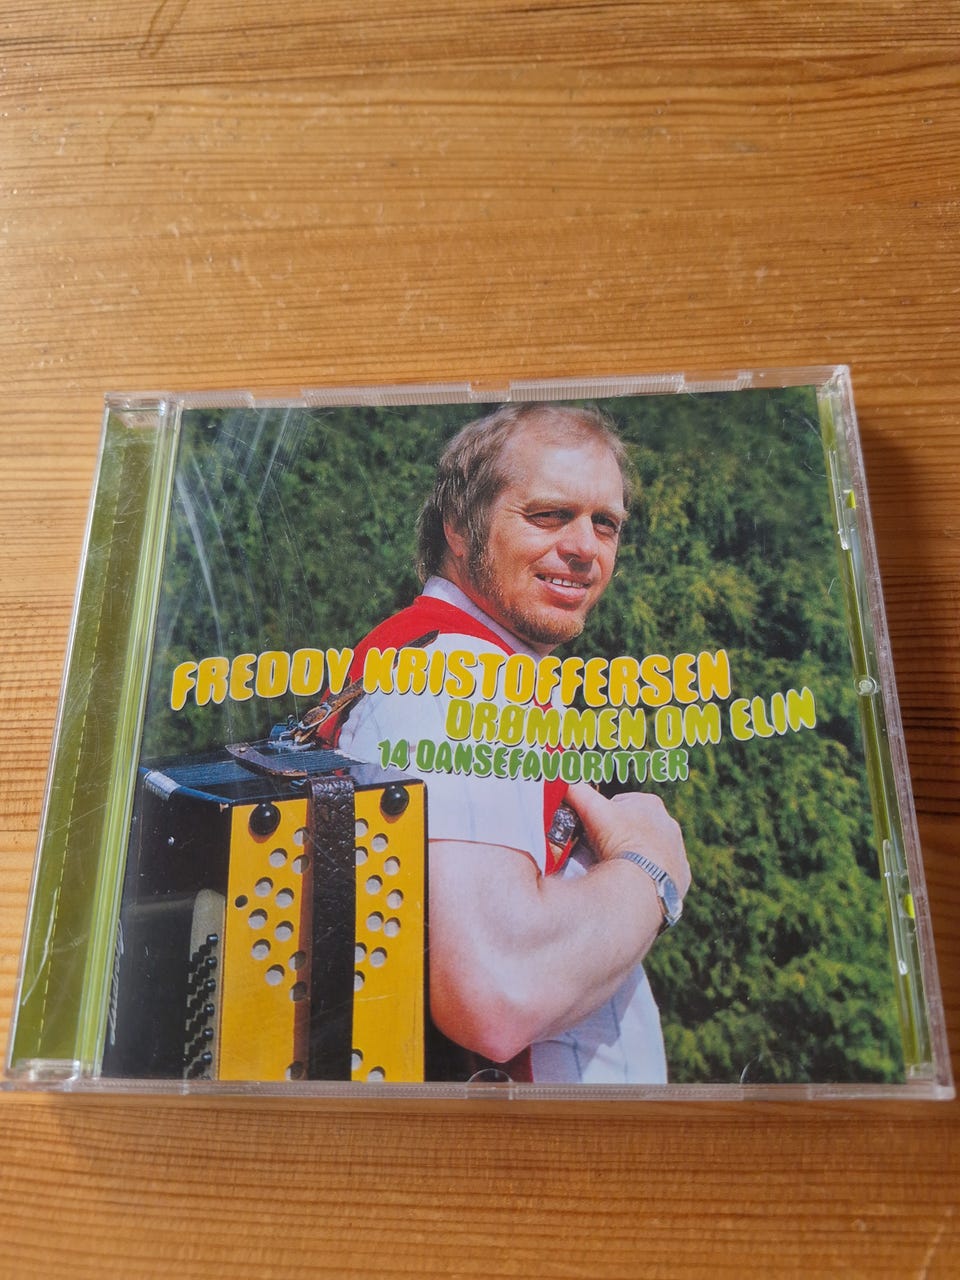 FREDDY KRISTOFFERSEN
DRØMMEN OM ELIN
14 DANSEFAVORITTER